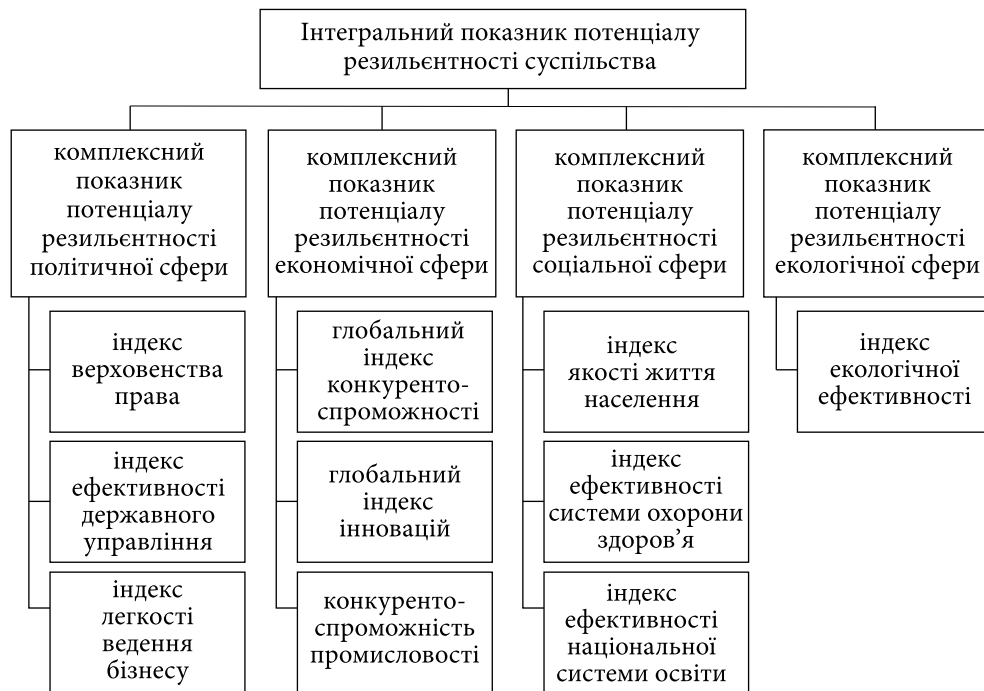 Інтегральний показник потенціалу
резильєнтності суспільства
комплексний
показник
потенціалу
резильєнтності
політичної сфери
індекс
верховенства
права
індекс
ефективності
державного
управління
індекс
легкості
ведення
бізнесу
комплексний
показник
потенціалу
резильєнтності
економічної сфери
глобальний
індекс
конкуренто-
спроможності
глобальний
індекс
інновацій
конкуренто-
спроможність
промисловості
комплексний
показник
потенціалу
резильєнтності
соціальної сфери
індекс
якості життя
населення
індекс
ефективності
системи охорони
здоров’я
індекс
ефективності
національної
системи освіти
комплексний
показник
потенціалу
резильєнтності
екологічної сфери
індекс
екологічної
ефективності